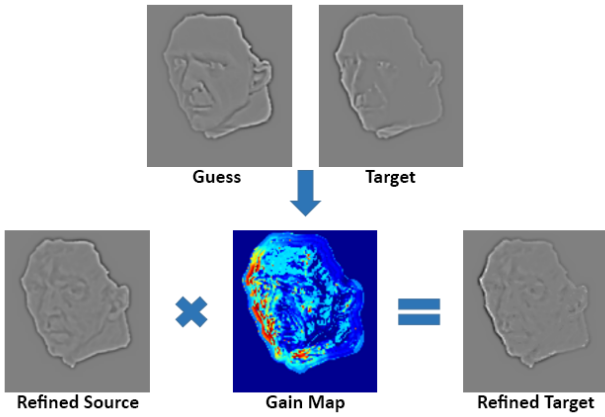 Guess
Target
Refined Source
Gain Map
Refined Target